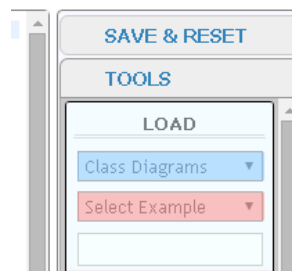 SAVE & RESET
TOOLS
LOAD
Class Diagrams
Select Example